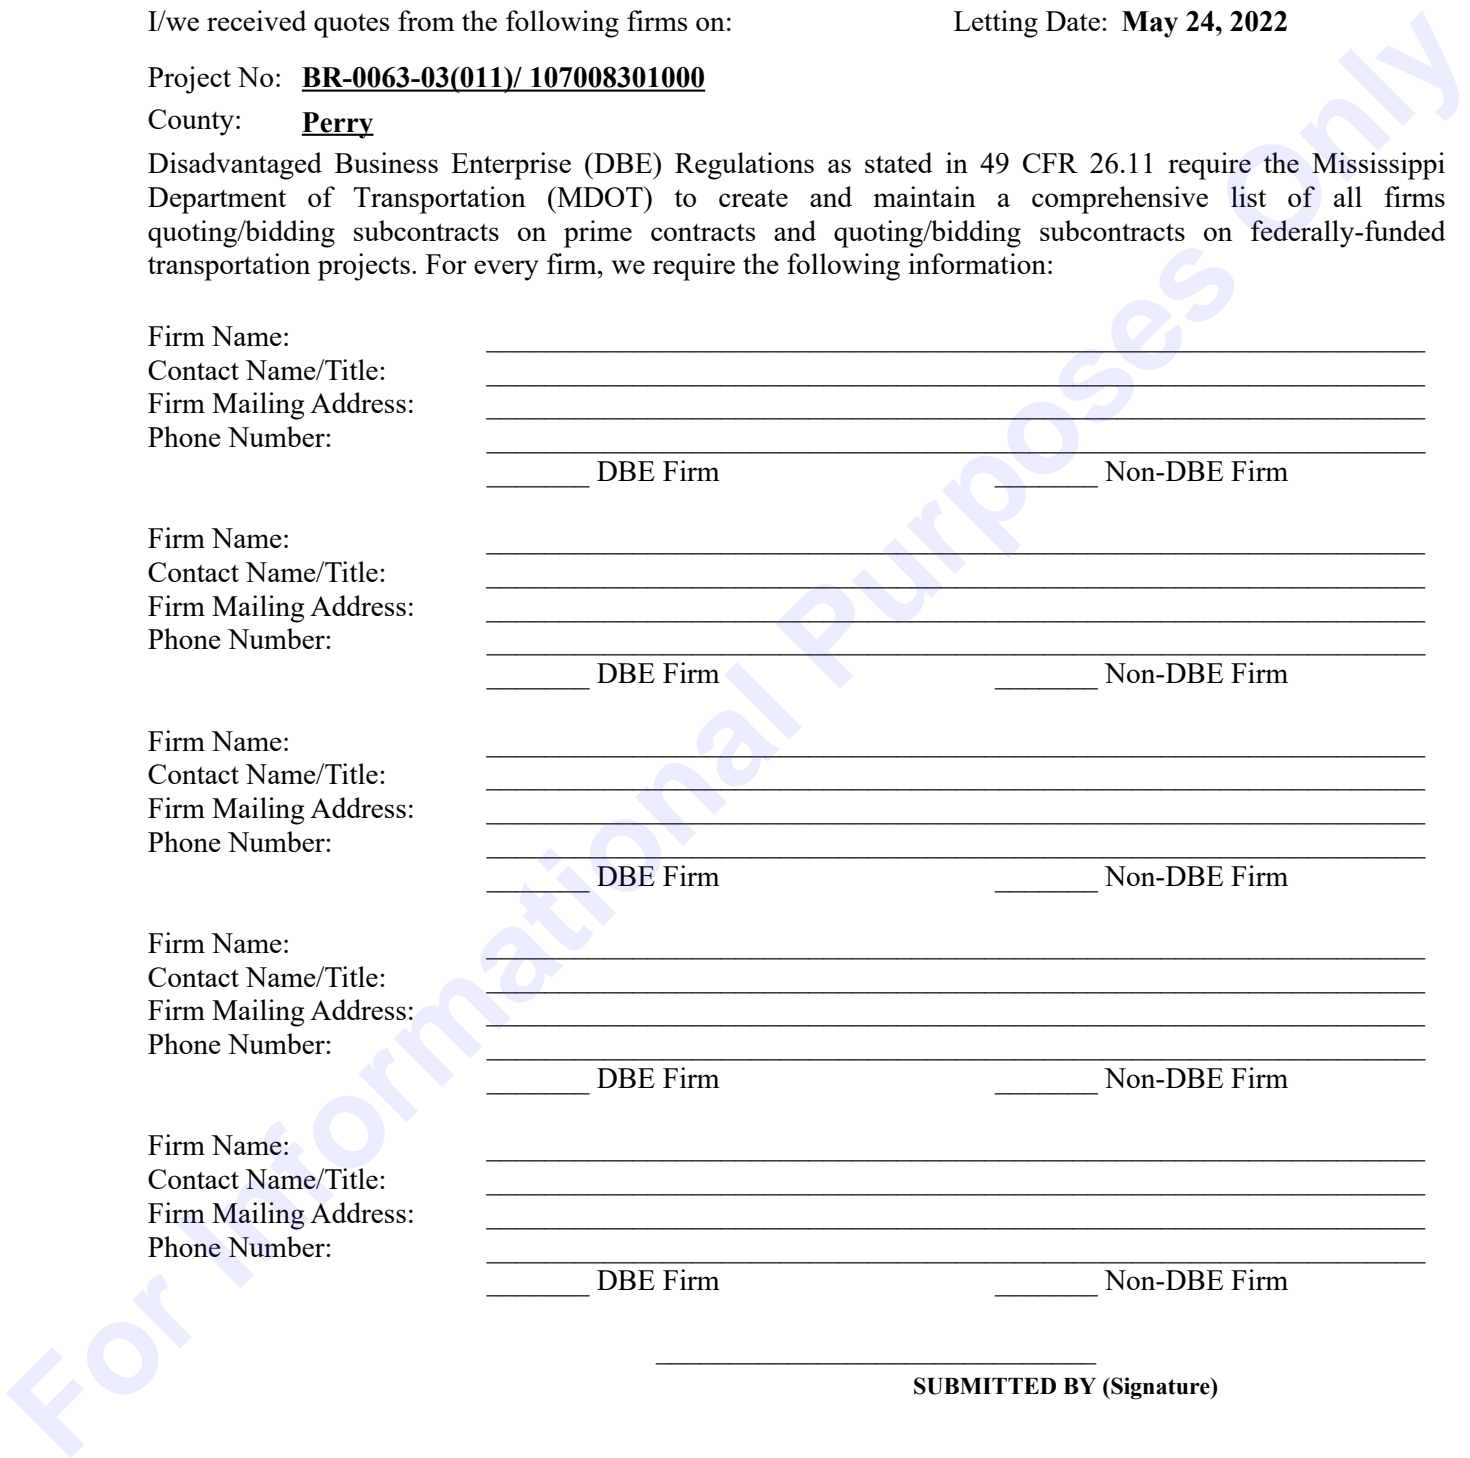 I/we received quotes from the following firms on: Letting Date: May 24, 2022
Project No: BR-0063-03(011)/ 107008301000
County: Perry
Disadvantaged Business Enterprise (DBE) Regulations as stated in 49 CFR 26.11 require the Mississippi
Department of Transportation (MDOT) to create and maintain a comprehensive list of all firms
quoting/bidding subcontracts on prime contracts and quoting/bidding subcontracts on federally-funded
transportation projects. For every firm, we require the following information:
Firm Name:
Contact Name/Title:
Firm Mailing Address:
Phone Number:
_______ DBE Firm _______ Non-DBE Firm
Firm Name:
Contact Name/Title:
Firm Mailing Address:
Phone Number:
_______ DBE Firm _______ Non-DBE Firm
Firm Name:
Contact Name/Title:
Firm Mailing Address:
Phone Number:
_______ DBE Firm _______ Non-DBE Firm
Firm Name:
Contact Name/Title:
Firm Mailing Address:
Phone Number:
_______ DBE Firm _______ Non-DBE Firm
Firm Name:
Contact Name/Title:
Firm Mailing Address:
Phone Number:
_______ DBE Firm _______ Non-DBE Firm
SUBMITTED BY (Signature)
For Informational Purposes Only